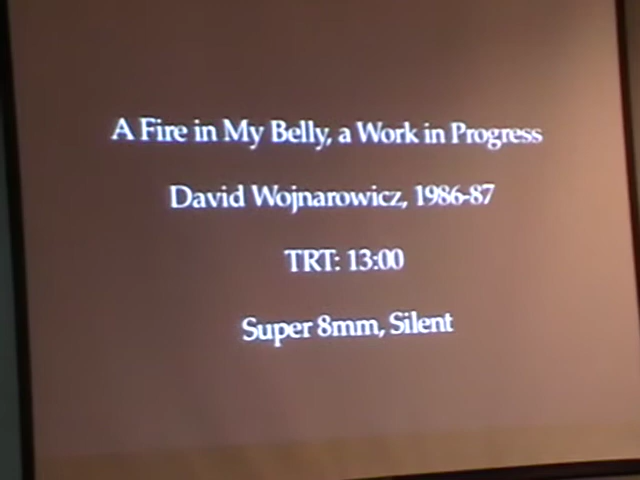 A Fire in My Belly, a Work in Progress
David Wojnarowicz, 1986-87
TRT: 13:00
Super 8mm, Silent